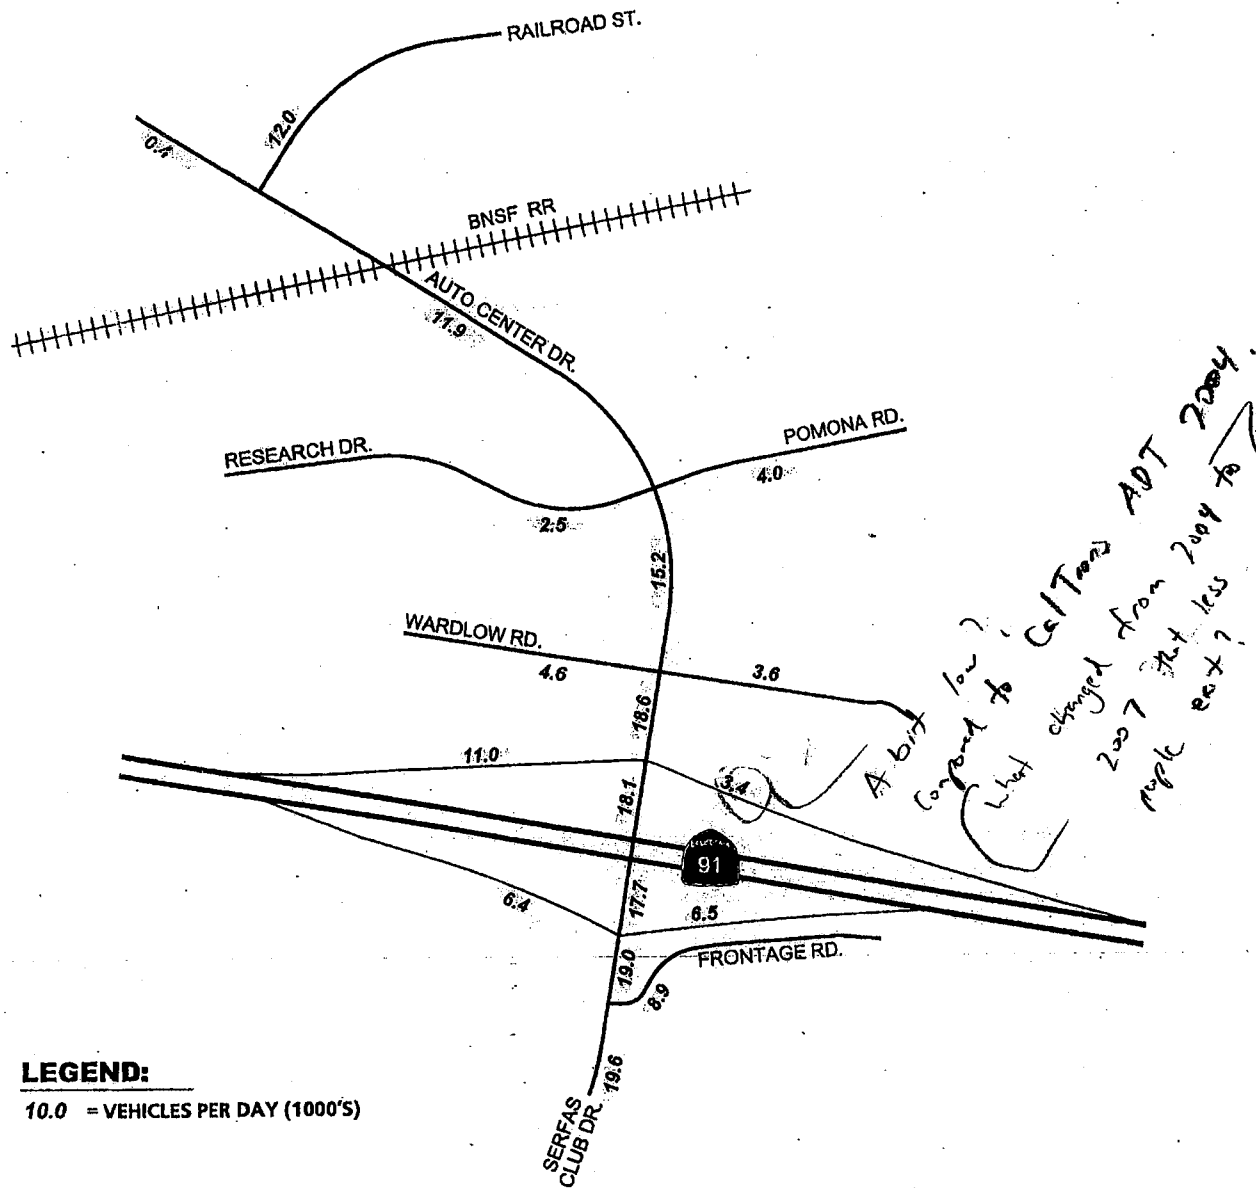 RAILROAD ST.
12.0
0.4
BNSF RR
AUTO CENTER DR.
11.9
RESEARCH DR.
POMONA RD.
4.0
2.5
15.2
WARDLOW RD.
4.6
3.6
18.6
11.0
18.1
3.4
A bit low?
Compared to CalTrans ADT 2004.
What changed from 2004 to
2007 that less
people exit?
91
17.7
6.4
6.5
19.0
FRONTAGE RD.
8.9
19.6
SERFAS
CLUB DR.
LEGEND:
10.0 = VEHICLES PER DAY (1000'S)